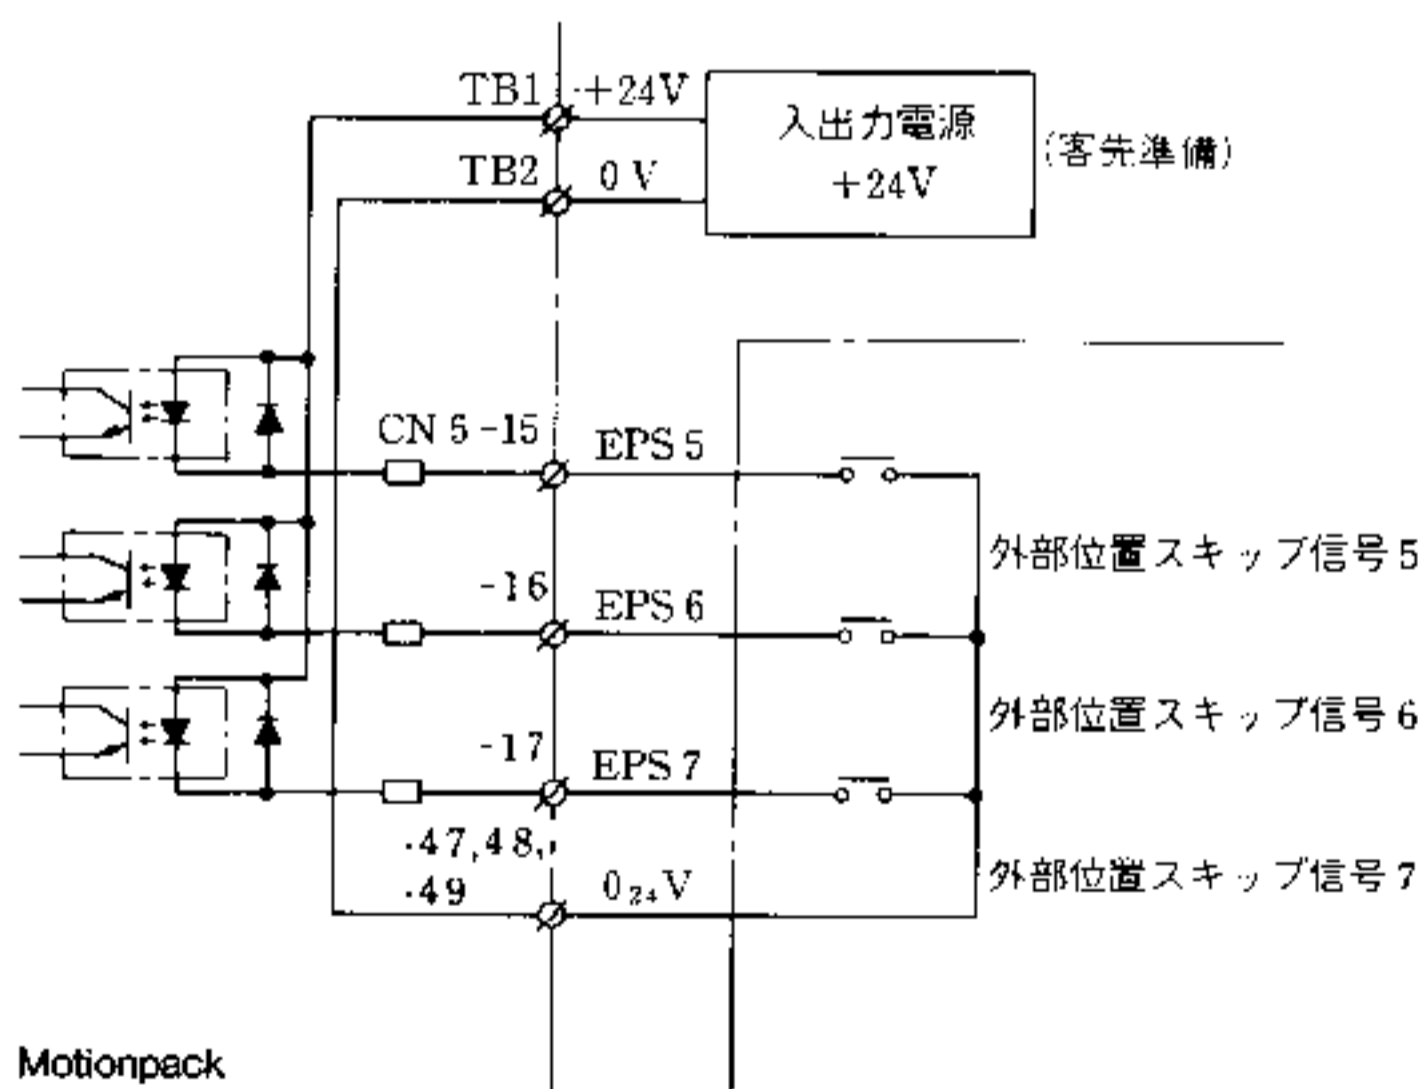 TB1 +24V
入出力電源
+24V
(客先準備)
TB2 0 V
CN 5 -15 EPS 5
外部位置スキップ信号5
-16 EPS 6
外部位置スキップ信号6
-17 EPS 7
-47,48,
-49 0₂₄V
外部位置スキップ信号7
Motionpack